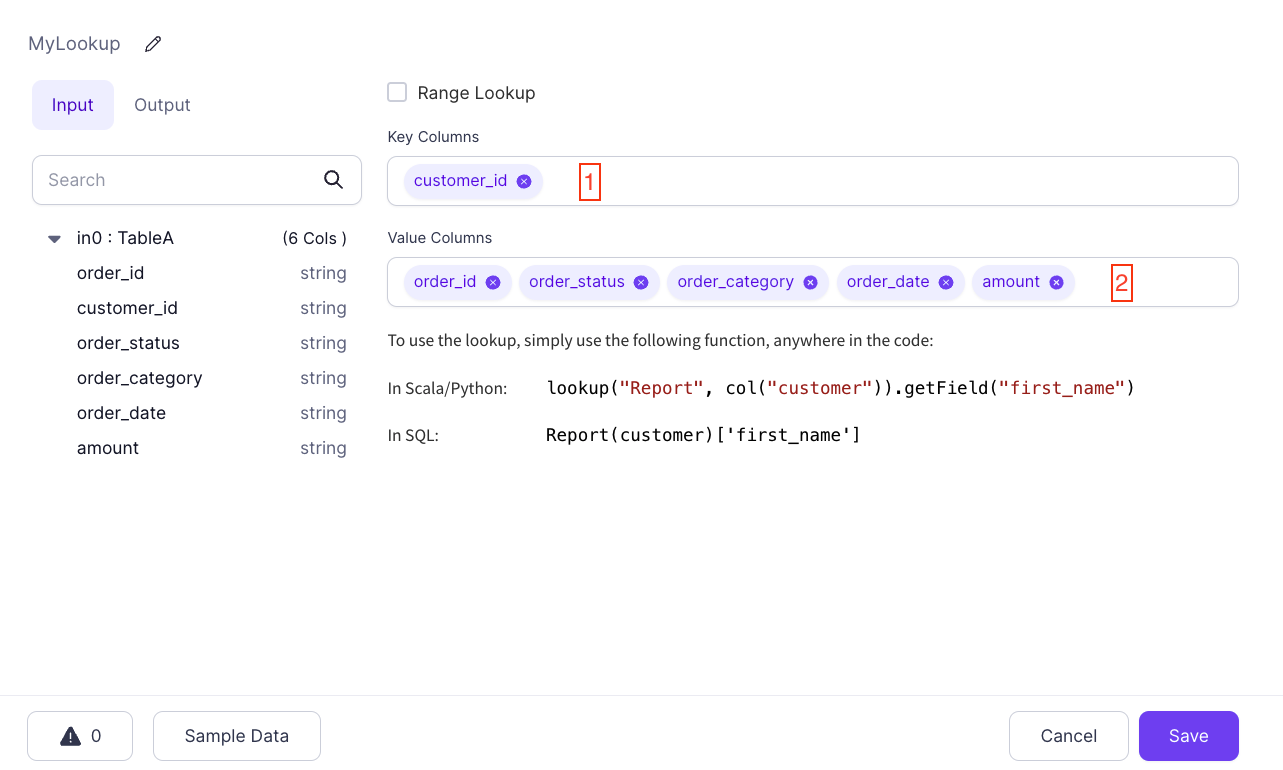 MyLookup
Input Output
Search
in0 : TableA (6 Cols )
order_id string
customer_id string
order_status string
order_category string
order_date string
amount string
Range Lookup
Key Columns
customer_id 1
Value Columns
order_id order_status order_category order_date amount 2
To use the lookup, simply use the following function, anywhere in the code:
In Scala/Python: lookup("Report", col("customer")).getField("first_name")
In SQL: Report(customer)['first_name']
0 Sample Data Cancel Save